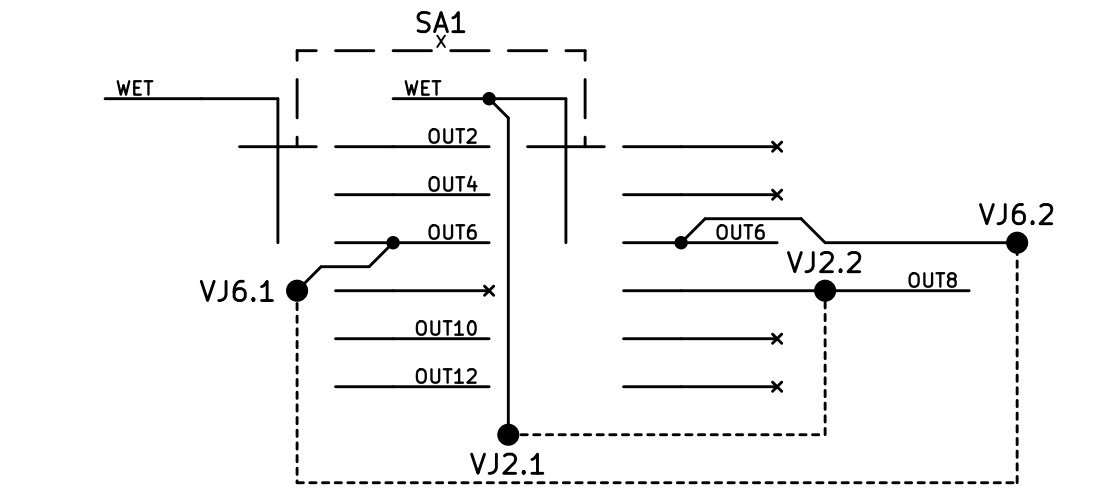 SA1
X
WET
WET
OUT2
OUT4
VJ6.2
OUT6
OUT6
VJ2.2
VJ6.1
OUT8
OUT10
OUT12
VJ2.1